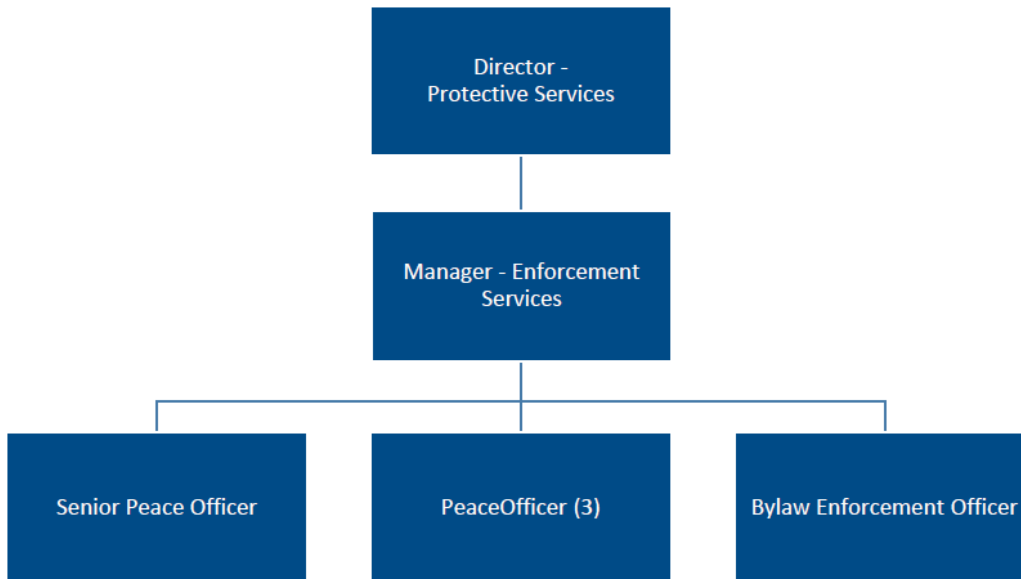 Director -
Protective Services
Manager - Enforcement
Services
Senior Peace Officer
PeaceOfficer (3)
Bylaw Enforcement Officer